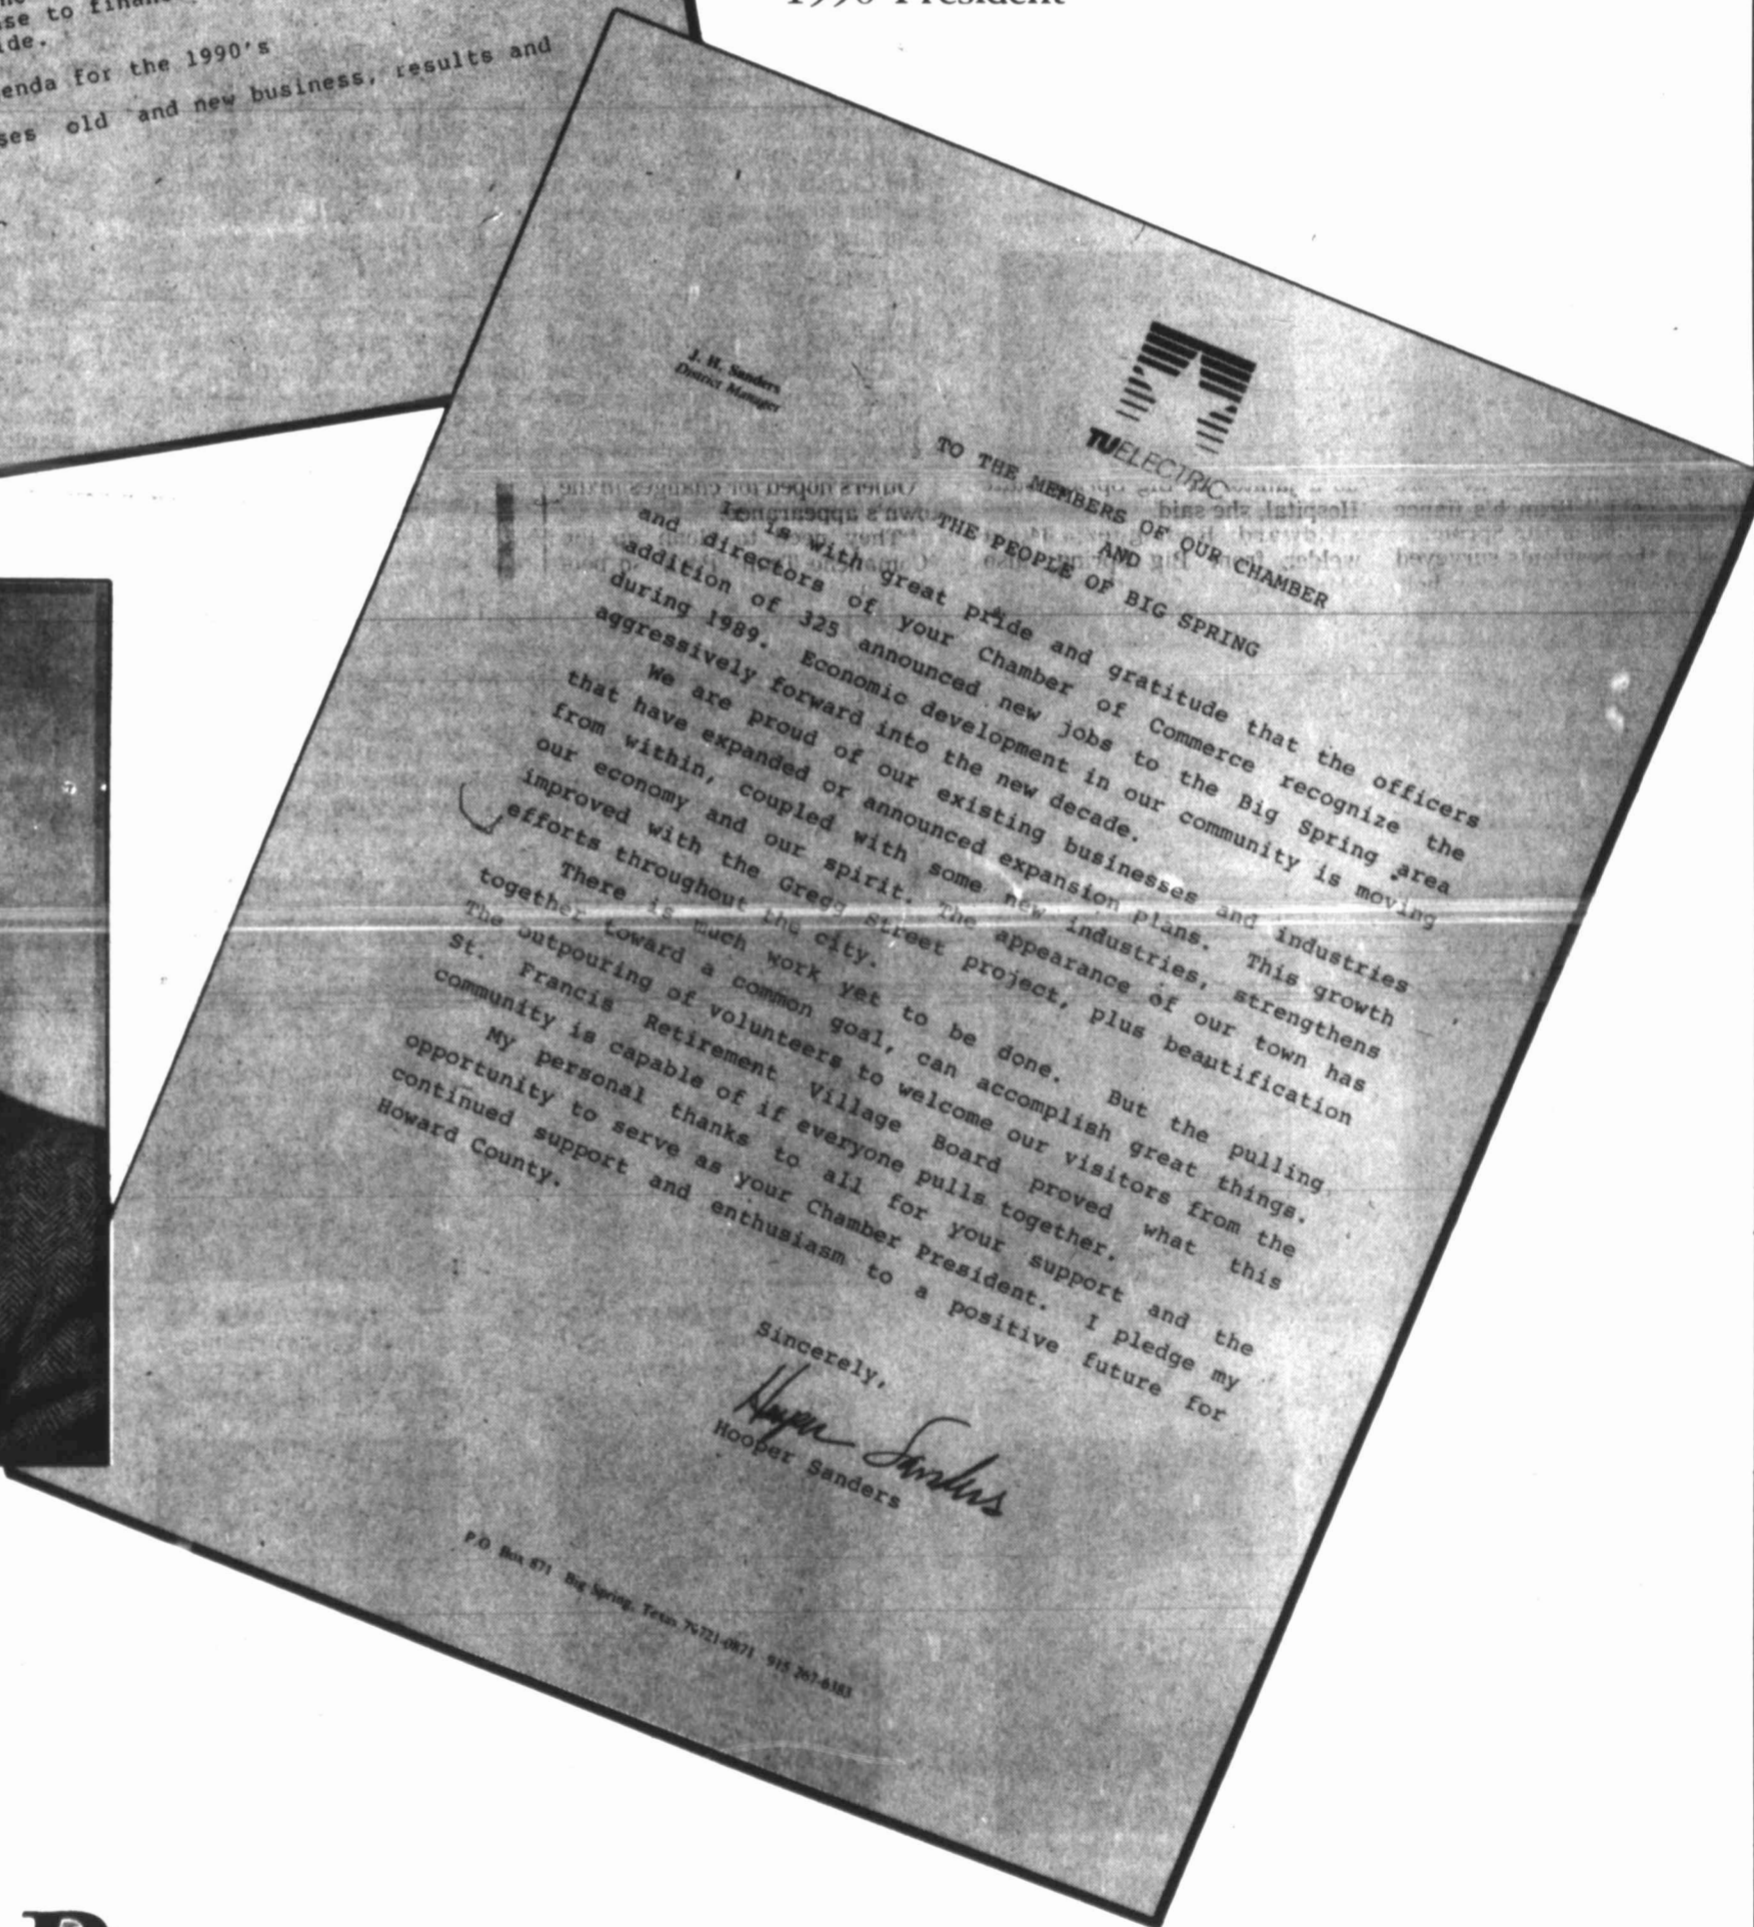 1990 President
ise to
ide.
enda for the 1990's
ses old and new business, results and
J. H. Sanders
District Manager
TUELECTRIC
TO THE MEMBERS OF OUR CHAMBER
AND
THE PEOPLE OF BIG SPRING
It is with great pride and gratitude that the officers
and directors of your Chamber of Commerce recognize the
addition of 325 announced new jobs to the Big Spring area
during 1989. Economic development in our community is moving
aggressively forward into the new decade.
We are proud of our existing businesses and industries
that have expanded or announced expansion plans. This growth
from within, coupled with some new industries, strengthens
our economy and our spirit. The appearance of our town has
improved with the Gregg Street project, plus beautification
efforts throughout the city.
There is much work yet to be done. But the pulling
together toward a common goal, can accomplish great things.
The outpouring of volunteers to welcome our visitors from the
St. Francis Retirement Village Board proved what this
community is capable of if everyone pulls together.
My personal thanks to all for your support and the
opportunity to serve as your Chamber President. I pledge my
continued support and enthusiasm to a positive future for
Howard County.
Sincerely,
Hooper Sanders
Hooper Sanders
P.O. Box 871 Big Spring, Texas 79721-0871 915-267-6383